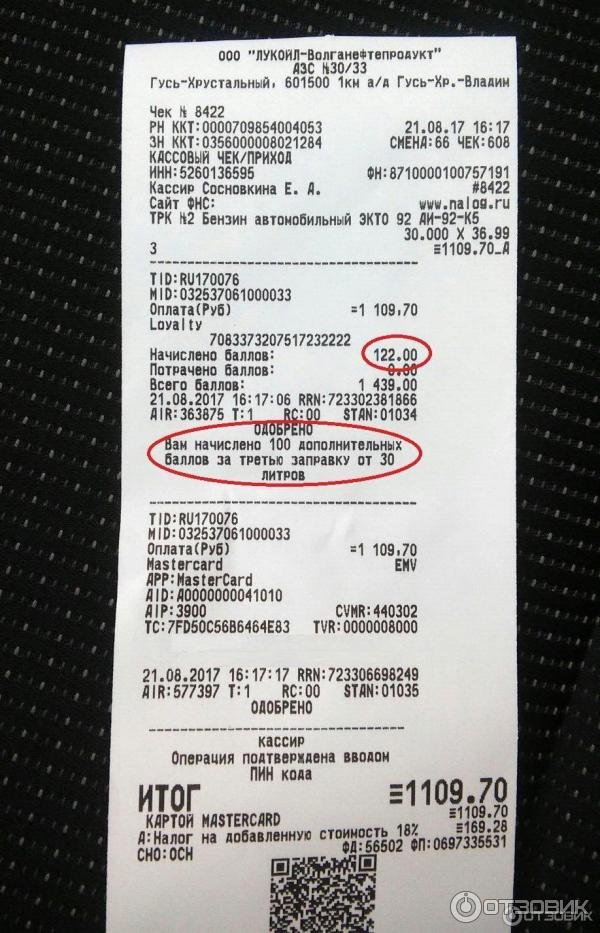 ООО "ЛУКОЙЛ-Волганефтепродукт"
АЗС №30/33
Гусь-Хрустальный, 601500 1км а/д Гусь-Хр.-Владим
Чек № 8422
РН ККТ:0000709854004053 21.08.17 16:17
ЗН ККТ:0356000008021284 СМЕНА:66 ЧЕК:608
КАССОВЫЙ ЧЕК/ПРИХОД
ИНН:5260136595 ФН:8710000100757191
Кассир Сосновкина Е. А. #8422
Сайт ФНС: www.nalog.ru
ТРК №2 Бензин автомобильный ЭКТО 92 АИ-92-К5
30.000 X 36.99
3 ≡1109.70_А
TID:RU170076
MID:032537061000033
Оплата(Руб) =1 109,70
Loyalty
7083373207517232222
Начислено баллов: 122.00
Потрачено баллов: 0.00
Всего баллов: 1 439.00
21.08.2017 16:17:06 RRN:723302381866
AIR:363875 T:1 RC:00 STAN:01034
ОДОБРЕНО
Вам начислено 100 дополнительных
баллов за третью заправку от 30
литров
TID:RU170076
MID:032537061000033
Оплата(Руб) =1 109,70
Mastercard EMV
APP:MasterCard
AID:A0000000041010
AIP:3900 CVMR:440302
TC:7FD50C56B6464E83 TVR:0000008000
21.08.2017 16:17:17 RRN:723306698249
AIR:577397 T:1 RC:00 STAN:01035
ОДОБРЕНО
кассир
Операция подтверждена вводом
ПИН кода
ИТОГ ≡1109.70
КАРТОЙ MASTERCARD ≡1109.70
А:Налог на добавленную стоимость 18% ≡169.28
СНО:ОСН ФД:56502 ФП:0697335531
ОТЗОВИК
ОТЗОВИК